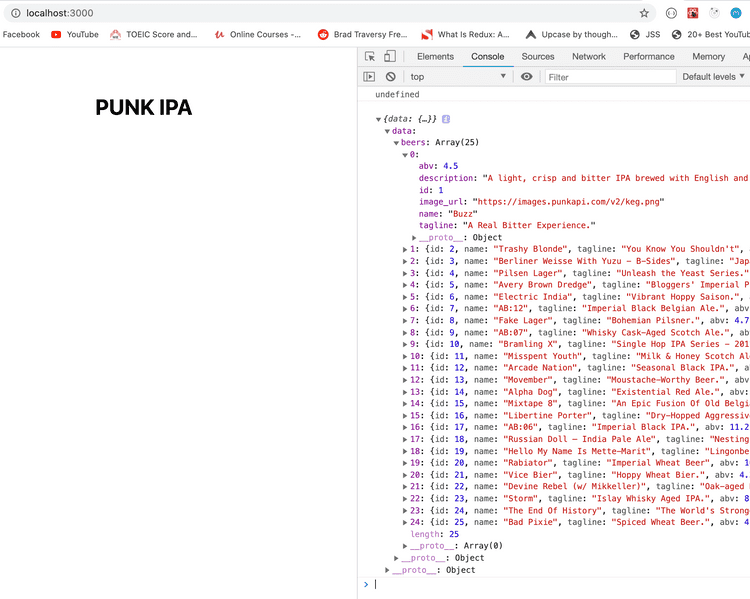 localhost:3000
Facebook YouTube TOEIC Score and... Online Courses -... Brad Traversy Fre... What Is Redux: A... Upcase by though... JSS 20+ Best YouTub
Elements Console Sources Network Performance Memory Ap
top Filter Default levels ▼
undefined
PUNK IPA
▼{data: {…}} i
▼data:
▼beers: Array(25)
▼0:
abv: 4.5
description: "A light, crisp and bitter IPA brewed with English and
id: 1
image_url: "https://images.punkapi.com/v2/keg.png"
name: "Buzz"
tagline: "A Real Bitter Experience."
▶__proto__: Object
▶1: {id: 2, name: "Trashy Blonde", tagline: "You Know You Shouldn't",
▶2: {id: 3, name: "Berliner Weisse With Yuzu - B-Sides", tagline: "Jap
▶3: {id: 4, name: "Pilsen Lager", tagline: "Unleash the Yeast Series."
▶4: {id: 5, name: "Avery Brown Dredge", tagline: "Bloggers' Imperial P
▶5: {id: 6, name: "Electric India", tagline: "Vibrant Hoppy Saison.",
▶6: {id: 7, name: "AB:12", tagline: "Imperial Black Belgian Ale.", abv
▶7: {id: 8, name: "Fake Lager", tagline: "Bohemian Pilsner.", abv: 4.7
▶8: {id: 9, name: "AB:07", tagline: "Whisky Cask-Aged Scotch Ale.", ab
▶9: {id: 10, name: "Bramling X", tagline: "Single Hop IPA Series - 201
▶10: {id: 11, name: "Misspent Youth", tagline: "Milk & Honey Scotch Al
▶11: {id: 12, name: "Arcade Nation", tagline: "Seasonal Black IPA.", a
▶12: {id: 13, name: "Movember", tagline: "Moustache-Worthy Beer.", abv
▶13: {id: 14, name: "Alpha Dog", tagline: "Existential Red Ale.", abv:
▶14: {id: 15, name: "Mixtape 8", tagline: "An Epic Fusion Of Old Belgi
▶15: {id: 16, name: "Libertine Porter", tagline: "Dry-Hopped Aggressiv
▶16: {id: 17, name: "AB:06", tagline: "Imperial Black IPA.", abv: 11.2
▶17: {id: 18, name: "Russian Doll – India Pale Ale", tagline: "Nesting
▶18: {id: 19, name: "Hello My Name Is Mette-Marit", tagline: "Lingonbe
▶19: {id: 20, name: "Rabiator", tagline: "Imperial Wheat Beer", abv: 1
▶20: {id: 21, name: "Vice Bier", tagline: "Hoppy Wheat Bier.", abv: 4.
▶21: {id: 22, name: "Devine Rebel (w/ Mikkeller)", tagline: "Oak-aged
▶22: {id: 23, name: "Storm", tagline: "Islay Whisky Aged IPA.", abv: 8
▶23: {id: 24, name: "The End Of History", tagline: "The World's Strong
▶24: {id: 25, name: "Bad Pixie", tagline: "Spiced Wheat Beer.", abv: 4
length: 25
▶__proto__: Array(0)
▶__proto__: Object
▶__proto__: Object
>